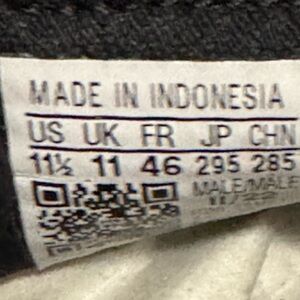 MADE IN INDONESIA
US UK FR JP CHN
11½ 11 46 295 285
MALE/MALE